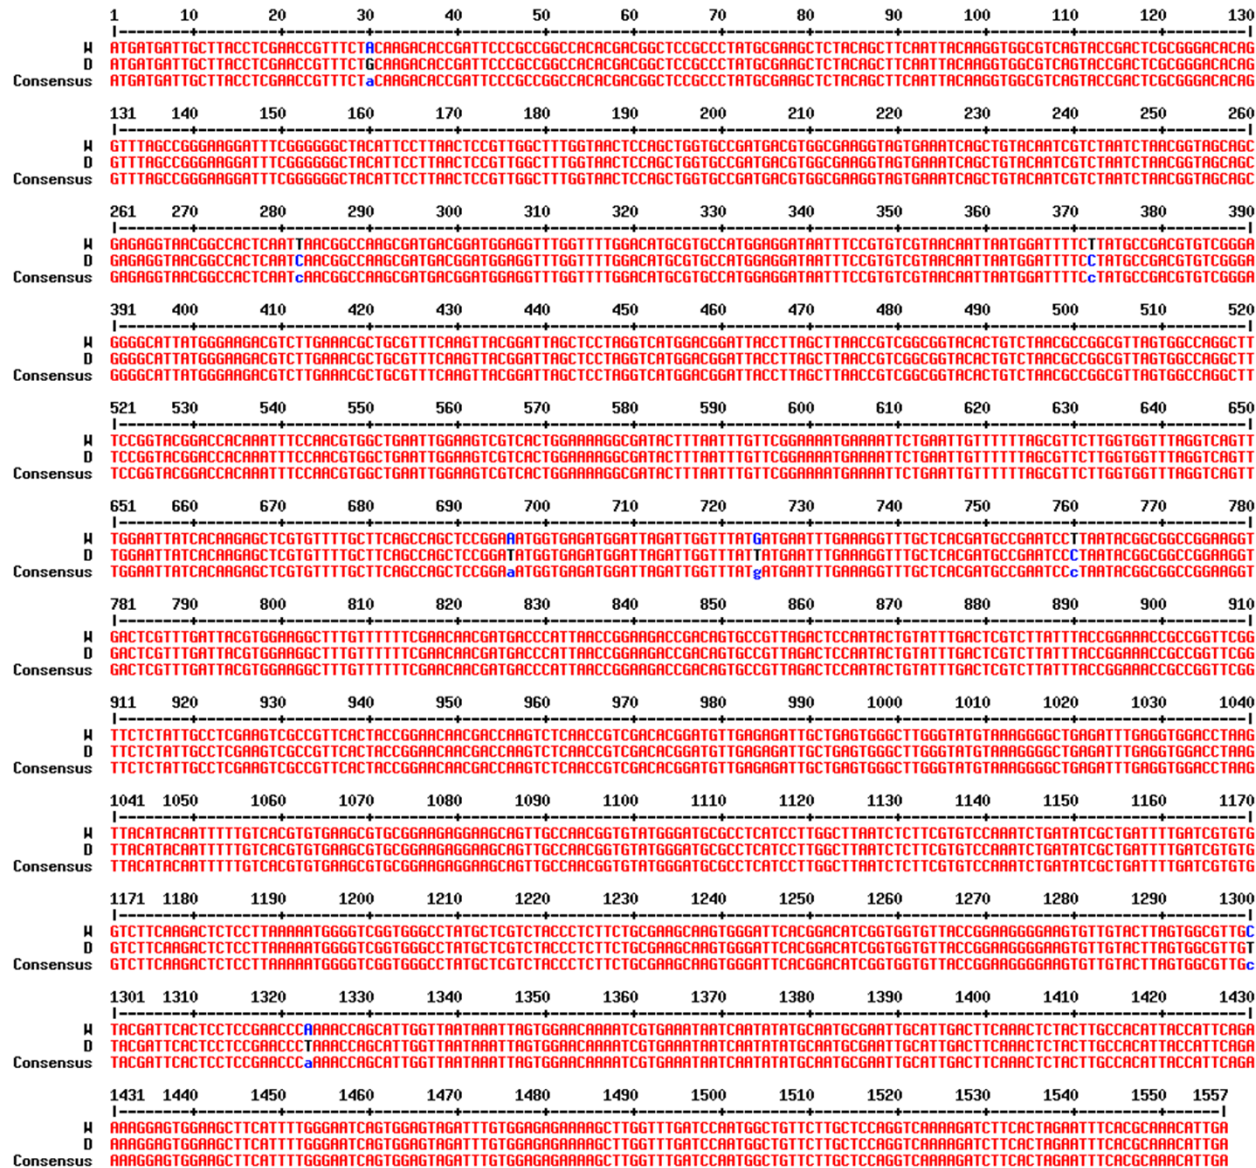 1 10 20 30 40 50 60 70 80 90 100 110 120 130
|--------+---------+---------+---------+---------+---------+---------+---------+---------+---------+---------+---------+---------|
W ATGATGATTGCTTACCTCGAACCGTTTCTACAAGACACCGATTCCCGCCGGCCACACGACGGCTCCGCCCTATGCGAAGCTCTACAGCTTCAATTACAAGGTGGCGTCAGTACCGACTCGCGGGACACAG
D ATGATGATTGCTTACCTCGAACCGTTTCTGCAAGACACCGATTCCCGCCGGCCACACGACGGCTCCGCCCTATGCGAAGCTCTACAGCTTCAATTACAAGGTGGCGTCAGTACCGACTCGCGGGACACAG
Consensus ATGATGATTGCTTACCTCGAACCGTTTCTaCAAGACACCGATTCCCGCCGGCCACACGACGGCTCCGCCCTATGCGAAGCTCTACAGCTTCAATTACAAGGTGGCGTCAGTACCGACTCGCGGGACACAG
131 140 150 160 170 180 190 200 210 220 230 240 250 260
|--------+---------+---------+---------+---------+---------+---------+---------+---------+---------+---------+---------+---------|
W GTTTAGCCGGGAAGGATTTCGGGGGGCTACATTCCTTAACTCCGTTGGCTTTGGTAACTCCAGCTGGTGCCGATGACGTGGCGAAGGTAGTGAAATCAGCTGTACAATCGTCTAATCTAACGGTAGCAGC
D GTTTAGCCGGGAAGGATTTCGGGGGGCTACATTCCTTAACTCCGTTGGCTTTGGTAACTCCAGCTGGTGCCGATGACGTGGCGAAGGTAGTGAAATCAGCTGTACAATCGTCTAATCTAACGGTAGCAGC
Consensus GTTTAGCCGGGAAGGATTTCGGGGGGCTACATTCCTTAACTCCGTTGGCTTTGGTAACTCCAGCTGGTGCCGATGACGTGGCGAAGGTAGTGAAATCAGCTGTACAATCGTCTAATCTAACGGTAGCAGC
261 270 280 290 300 310 320 330 340 350 360 370 380 390
|--------+---------+---------+---------+---------+---------+---------+---------+---------+---------+---------+---------+---------|
W GAGAGGTAACGGCCACTCAATTAACGGCCAAGCGATGACGGATGGAGGTTTGGTTTTGGACATGCGTGCCATGGAGGATAATTTCCGTGTCGTAACAATTAATGGATTTTCTTATGCCGACGTGTCGGGA
D GAGAGGTAACGGCCACTCAATCAACGGCCAAGCGATGACGGATGGAGGTTTGGTTTTGGACATGCGTGCCATGGAGGATAATTTCCGTGTCGTAACAATTAATGGATTTTCCTATGCCGACGTGTCGGGA
Consensus GAGAGGTAACGGCCACTCAATcAACGGCCAAGCGATGACGGATGGAGGTTTGGTTTTGGACATGCGTGCCATGGAGGATAATTTCCGTGTCGTAACAATTAATGGATTTTCcTATGCCGACGTGTCGGGA
391 400 410 420 430 440 450 460 470 480 490 500 510 520
|--------+---------+---------+---------+---------+---------+---------+---------+---------+---------+---------+---------+---------|
W GGGGCATTATGGGAAGACGTCTTGAAACGCTGCGTTTCAAGTTACGGATTAGCTCCTAGGTCATGGACGGATTACCTTAGCTTAACCGTCGGCGGTACACTGTCTAACGCCGGCGTTAGTGGCCAGGCTT
D GGGGCATTATGGGAAGACGTCTTGAAACGCTGCGTTTCAAGTTACGGATTAGCTCCTAGGTCATGGACGGATTACCTTAGCTTAACCGTCGGCGGTACACTGTCTAACGCCGGCGTTAGTGGCCAGGCTT
Consensus GGGGCATTATGGGAAGACGTCTTGAAACGCTGCGTTTCAAGTTACGGATTAGCTCCTAGGTCATGGACGGATTACCTTAGCTTAACCGTCGGCGGTACACTGTCTAACGCCGGCGTTAGTGGCCAGGCTT
521 530 540 550 560 570 580 590 600 610 620 630 640 650
|--------+---------+---------+---------+---------+---------+---------+---------+---------+---------+---------+---------+---------|
W TCCGGTACGGACCACAAATTTCCAACGTGGCTGAATTGGAAGTCGTCACTGGAAAAGGCGATACTTTAATTTGTTCGGAAAATGAAAATTCTGAATTGTTTTTTAGCGTTCTTGGTGGTTTAGGTCAGTT
D TCCGGTACGGACCACAAATTTCCAACGTGGCTGAATTGGAAGTCGTCACTGGAAAAGGCGATACTTTAATTTGTTCGGAAAATGAAAATTCTGAATTGTTTTTTAGCGTTCTTGGTGGTTTAGGTCAGTT
Consensus TCCGGTACGGACCACAAATTTCCAACGTGGCTGAATTGGAAGTCGTCACTGGAAAAGGCGATACTTTAATTTGTTCGGAAAATGAAAATTCTGAATTGTTTTTTAGCGTTCTTGGTGGTTTAGGTCAGTT
651 660 670 680 690 700 710 720 730 740 750 760 770 780
|--------+---------+---------+---------+---------+---------+---------+---------+---------+---------+---------+---------+---------|
W TGGAATTATCACAAGAGCTCGTGTTTTGCTTCAGCCAGCTCCGGAAATGGTGAGATGGATTAGATTGGTTTATGATGAATTTGAAAGGTTTGCTCACGATGCCGAATCCTTAATACGGCGGCCGGAAGGT
D TGGAATTATCACAAGAGCTCGTGTTTTGCTTCAGCCAGCTCCGGATATGGTGAGATGGATTAGATTGGTTTATTATGAATTTGAAAGGTTTGCTCACGATGCCGAATCCCTAATACGGCGGCCGGAAGGT
Consensus TGGAATTATCACAAGAGCTCGTGTTTTGCTTCAGCCAGCTCCGGAaATGGTGAGATGGATTAGATTGGTTTATgATGAATTTGAAAGGTTTGCTCACGATGCCGAATCCcTAATACGGCGGCCGGAAGGT
781 790 800 810 820 830 840 850 860 870 880 890 900 910
|--------+---------+---------+---------+---------+---------+---------+---------+---------+---------+---------+---------+---------|
W GACTCGTTTGATTACGTGGAAGGCTTTGTTTTTTCGAACAACGATGACCCATTAACCGGAAGACCGACAGTGCCGTTAGACTCCAATACTGTATTTGACTCGTCTTATTTACCGGAAACCGCCGGTTCGG
D GACTCGTTTGATTACGTGGAAGGCTTTGTTTTTTCGAACAACGATGACCCATTAACCGGAAGACCGACAGTGCCGTTAGACTCCAATACTGTATTTGACTCGTCTTATTTACCGGAAACCGCCGGTTCGG
Consensus GACTCGTTTGATTACGTGGAAGGCTTTGTTTTTTCGAACAACGATGACCCATTAACCGGAAGACCGACAGTGCCGTTAGACTCCAATACTGTATTTGACTCGTCTTATTTACCGGAAACCGCCGGTTCGG
911 920 930 940 950 960 970 980 990 1000 1010 1020 1030 1040
|--------+---------+---------+---------+---------+---------+---------+---------+---------+---------+---------+---------+---------|
W TTCTCTATTGCCTCGAAGTCGCCGTTCACTACCGGAACAACGACCAAGTCTCAACCGTCGACACGGATGTTGAGAGATTGCTGAGTGGGCTTGGGTATGTAAAGGGGCTGAGATTTGAGGTGGACCTAAG
D TTCTCTATTGCCTCGAAGTCGCCGTTCACTACCGGAACAACGACCAAGTCTCAACCGTCGACACGGATGTTGAGAGATTGCTGAGTGGGCTTGGGTATGTAAAGGGGCTGAGATTTGAGGTGGACCTAAG
Consensus TTCTCTATTGCCTCGAAGTCGCCGTTCACTACCGGAACAACGACCAAGTCTCAACCGTCGACACGGATGTTGAGAGATTGCTGAGTGGGCTTGGGTATGTAAAGGGGCTGAGATTTGAGGTGGACCTAAG
1041 1050 1060 1070 1080 1090 1100 1110 1120 1130 1140 1150 1160 1170
|--------+---------+---------+---------+---------+---------+---------+---------+---------+---------+---------+---------+---------|
W TTACATACAATTTTTGTCACGTGTGAAGCGTGCGGAAGAGGAAGCAGTTGCCAACGGTGTATGGGATGCGCCTCATCCTTGGCTTAATCTCTTCGTGTCCAAATCTGATATCGCTGATTTTGATCGTGTG
D TTACATACAATTTTTGTCACGTGTGAAGCGTGCGGAAGAGGAAGCAGTTGCCAACGGTGTATGGGATGCGCCTCATCCTTGGCTTAATCTCTTCGTGTCCAAATCTGATATCGCTGATTTTGATCGTGTG
Consensus TTACATACAATTTTTGTCACGTGTGAAGCGTGCGGAAGAGGAAGCAGTTGCCAACGGTGTATGGGATGCGCCTCATCCTTGGCTTAATCTCTTCGTGTCCAAATCTGATATCGCTGATTTTGATCGTGTG
1171 1180 1190 1200 1210 1220 1230 1240 1250 1260 1270 1280 1290 1300
|--------+---------+---------+---------+---------+---------+---------+---------+---------+---------+---------+---------+---------|
W GTCTTCAAGACTCTCCTTAAAAATGGGGTCGGTGGGCCTATGCTCGTCTACCCTCTTCTGCGAAGCAAGTGGGATTCACGGACATCGGTGGTGTTACCGGAAGGGGAAGTGTTGTACTTAGTGGCGTTGC
D GTCTTCAAGACTCTCCTTAAAAATGGGGTCGGTGGGCCTATGCTCGTCTACCCTCTTCTGCGAAGCAAGTGGGATTCACGGACATCGGTGGTGTTACCGGAAGGGGAAGTGTTGTACTTAGTGGCGTTGT
Consensus GTCTTCAAGACTCTCCTTAAAAATGGGGTCGGTGGGCCTATGCTCGTCTACCCTCTTCTGCGAAGCAAGTGGGATTCACGGACATCGGTGGTGTTACCGGAAGGGGAAGTGTTGTACTTAGTGGCGTTGc
1301 1310 1320 1330 1340 1350 1360 1370 1380 1390 1400 1410 1420 1430
|--------+---------+---------+---------+---------+---------+---------+---------+---------+---------+---------+---------+---------|
W TACGATTCACTCCTCCGAACCCAAAACCAGCATTGGTTAATAAATTAGTGGAACAAAATCGTGAAATAATCAATATATGCAATGCGAATTGCATTGACTTCAAACTCTACTTGCCACATTACCATTCAGA
D TACGATTCACTCCTCCGAACCCTAAACCAGCATTGGTTAATAAATTAGTGGAACAAAATCGTGAAATAATCAATATATGCAATGCGAATTGCATTGACTTCAAACTCTACTTGCCACATTACCATTCAGA
Consensus TACGATTCACTCCTCCGAACCCaAAACCAGCATTGGTTAATAAATTAGTGGAACAAAATCGTGAAATAATCAATATATGCAATGCGAATTGCATTGACTTCAAACTCTACTTGCCACATTACCATTCAGA
1431 1440 1450 1460 1470 1480 1490 1500 1510 1520 1530 1540 1550 1557
|--------+---------+---------+---------+---------+---------+---------+---------+---------+---------+---------+---------+------|
W AAAGGAGTGGAAGCTTCATTTTGGGAATCAGTGGAGTAGATTTGTGGAGAGAAAAGCTTGGTTTGATCCAATGGCTGTTCTTGCTCCAGGTCAAAAGATCTTCACTAGAATTTCACGCAAACATTGA
D AAAGGAGTGGAAGCTTCATTTTGGGAATCAGTGGAGTAGATTTGTGGAGAGAAAAGCTTGGTTTGATCCAATGGCTGTTCTTGCTCCAGGTCAAAAGATCTTCACTAGAATTTCACGCAAACATTGA
Consensus AAAGGAGTGGAAGCTTCATTTTGGGAATCAGTGGAGTAGATTTGTGGAGAGAAAAGCTTGGTTTGATCCAATGGCTGTTCTTGCTCCAGGTCAAAAGATCTTCACTAGAATTTCACGCAAACATTGA